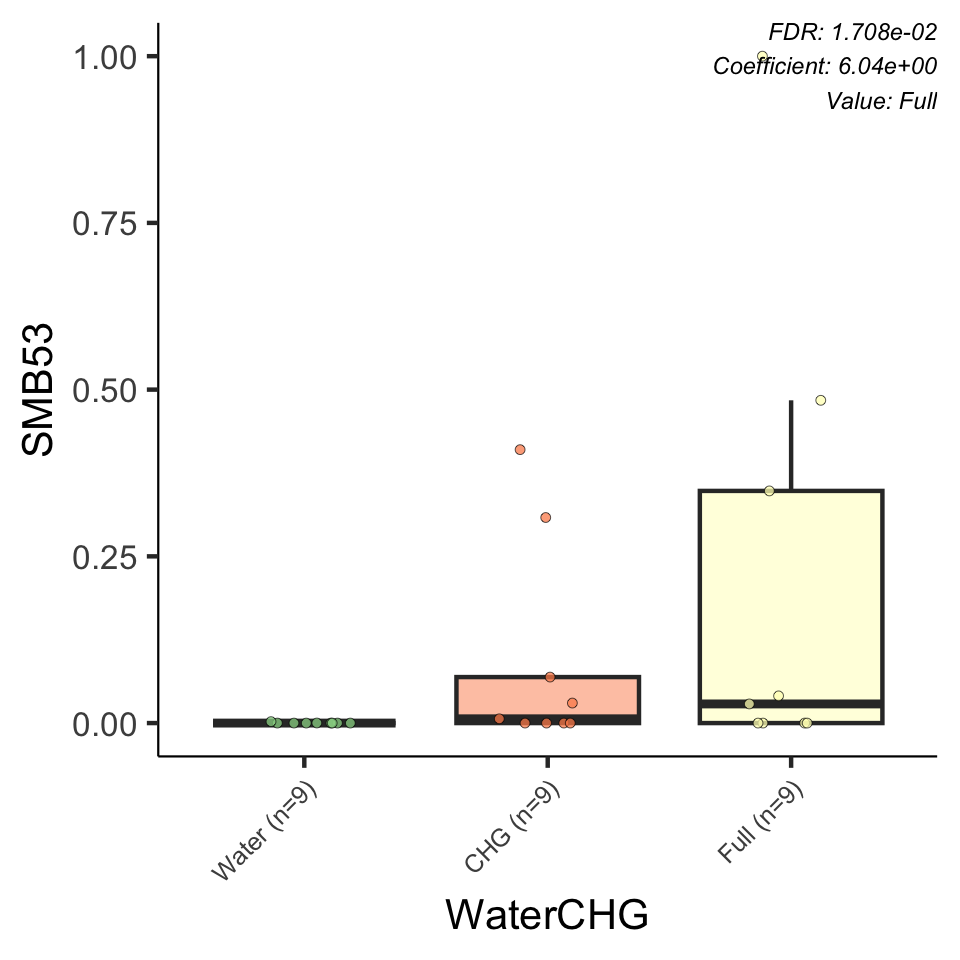 FDR: 1.708e-02
Coefficient: 6.04e+00
Value: Full
1.00
0.75
0.50
0.25
0.00
SMB53
Water (n=9)
CHG (n=9)
Full (n=9)
WaterCHG